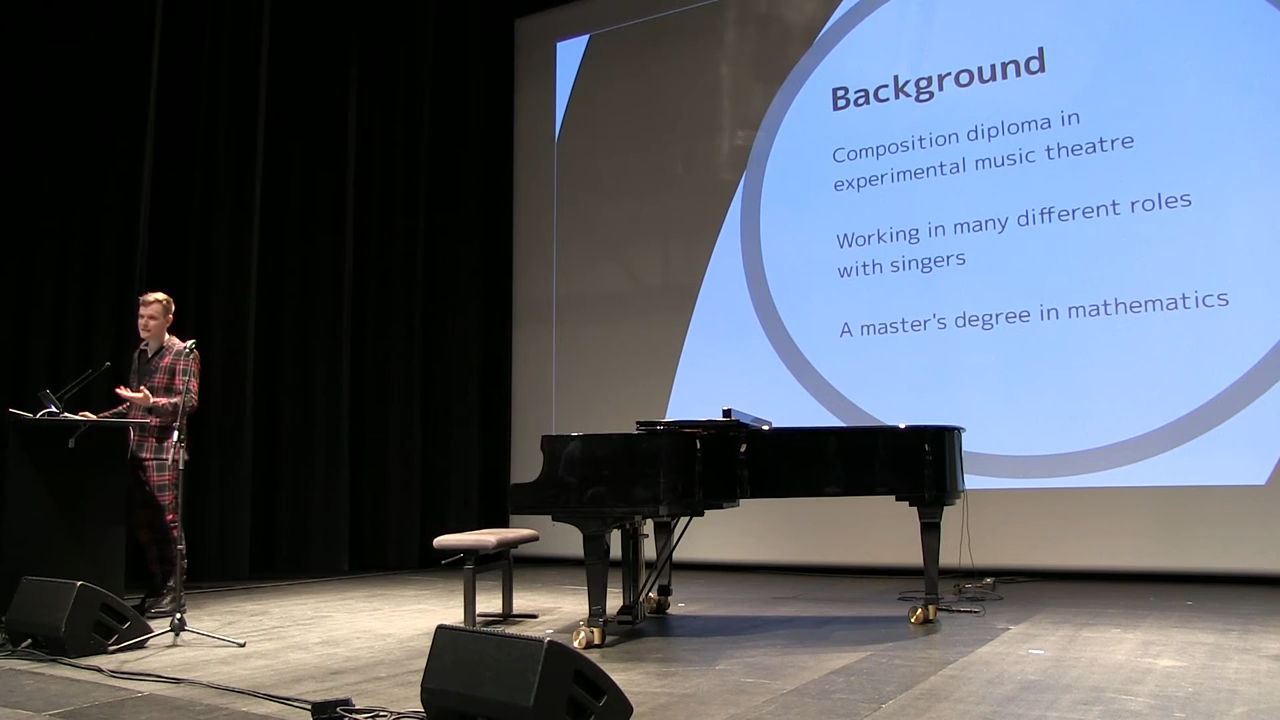 Background
Composition diploma in
experimental music theatre
Working in many different roles
with singers
A master's degree in mathematics